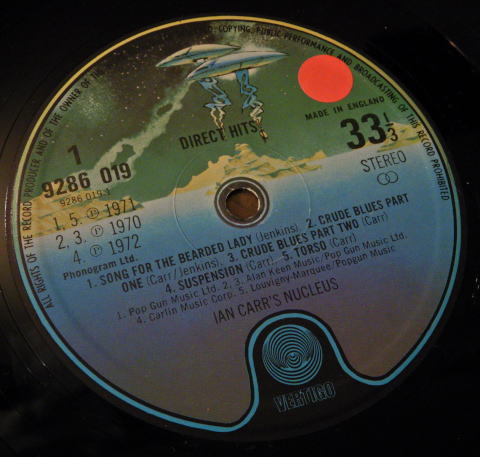 ALL RIGHTS OF THE RECORD PRODUCER AND OF THE OWNER OF THE
COPYING, PUBLIC PERFORMANCE AND BROADCASTING OF THIS
DIRECT HITS
MADE IN ENGLAND
1
9286 019
9286 019.1
33 1/3
STEREO
1, 5. Ⓟ 1971
2, 3. Ⓟ 1970
4. Ⓟ 1972
Phonogram Ltd.
1. SONG FOR THE BEARDED LADY (Jenkins) 2. CRUDE BLUES PART
ONE (Carr/Jenkins) 3. CRUDE BLUES PART TWO (Carr)
4. SUSPENSION (Carr) 5. TORSO (Carr)
1. Pop Gun Music Ltd. 2, 3. Alan Keen Music/Pop Gun Music Ltd.
4. Carlin Music Corp. 5. Louvigny-Marquee/Popgun Music
IAN CARR'S NUCLEUS
VERTIGO